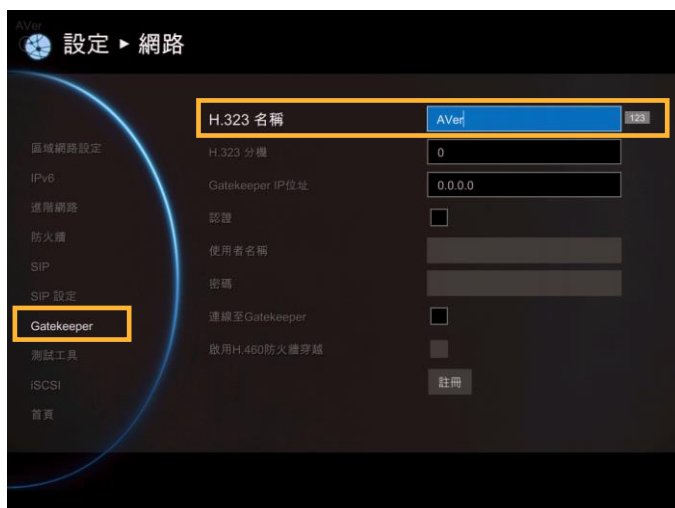 AVer
設定 ▸ 網路
H.323 名稱 AVer 123
區域網路設定
H.323 分機 0
IPv6
Gatekeeper IP位址 0.0.0.0
進階網路
認證
防火牆
使用者名稱
SIP
密碼
SIP 設定
連線至Gatekeeper
Gatekeeper
啟用H.460防火牆穿越
測試工具
註冊
iSCSI
首頁